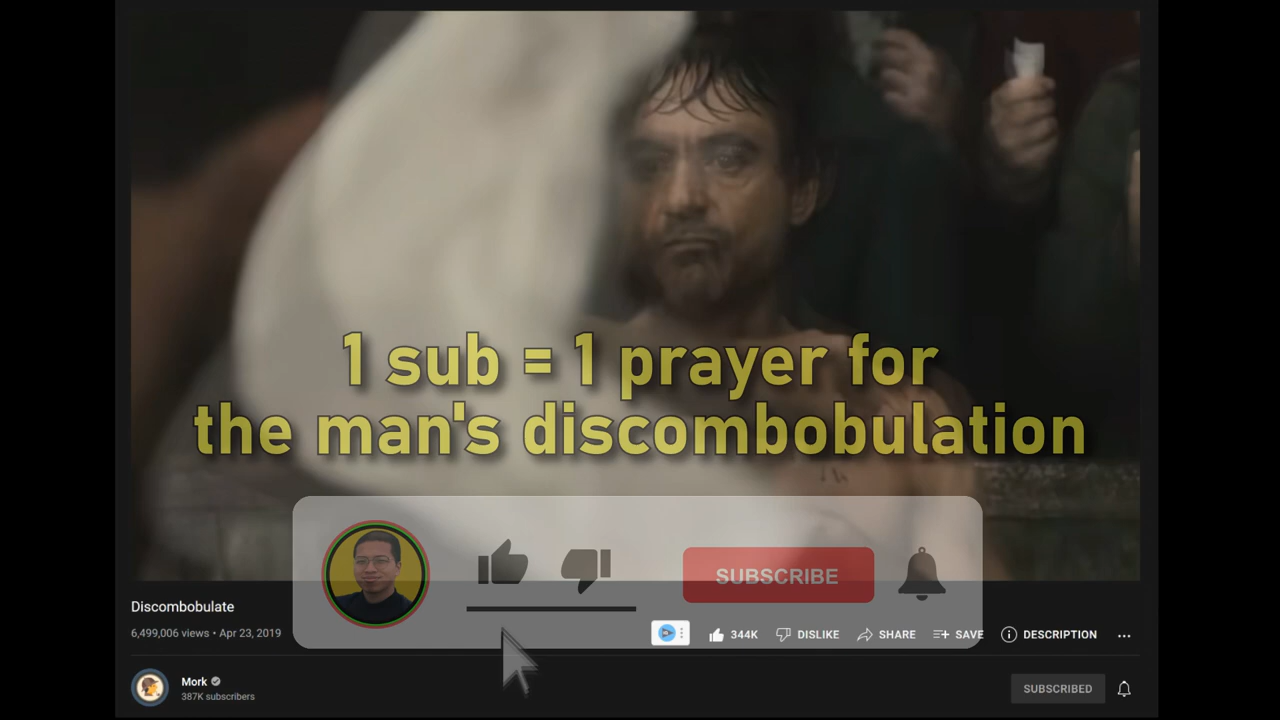 1 sub = 1 prayer for
the man's discombobulation
SUBSCRIBE
Discombobulate
6,499,006 views • Apr 23, 2019
344K DISLIKE SHARE SAVE DESCRIPTION
Mork
387K subscribers
SUBSCRIBED